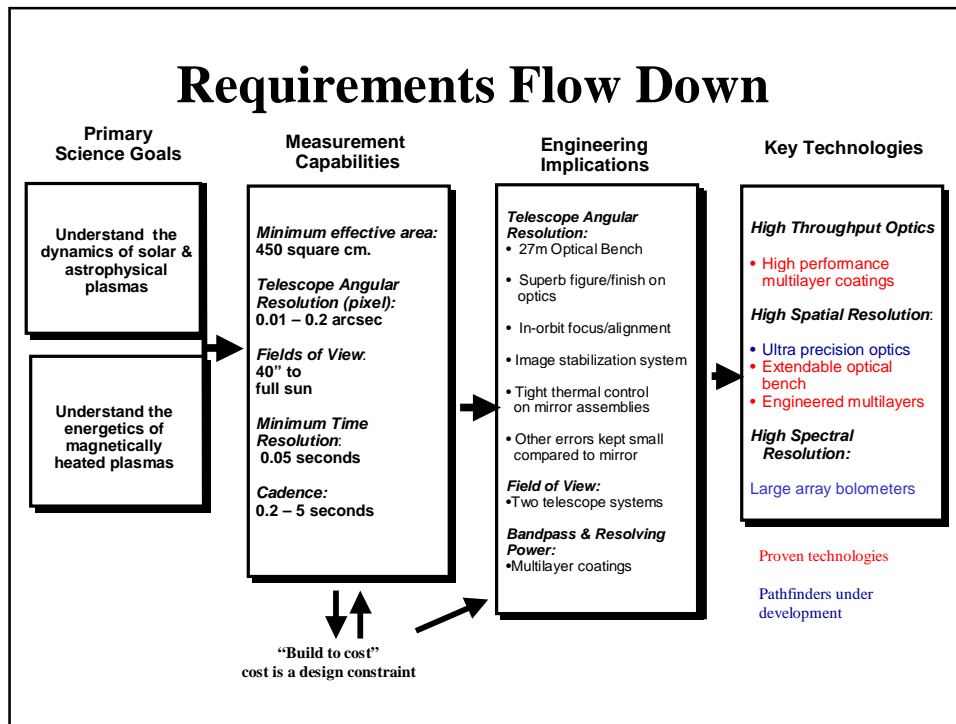 Requirements Flow Down
Primary
Science Goals
Understand the
dynamics of solar &
astrophysical
plasmas
Understand the
energetics of
magnetically
heated plasmas
Measurement
Capabilities
Minimum effective area:
450 square cm.
Telescope Angular
Resolution (pixel):
0.01 – 0.2 arcsec
Fields of View:
40” to
full sun
Minimum Time
Resolution:
0.05 seconds
Cadence:
0.2 – 5 seconds
Engineering
Implications
Telescope Angular
Resolution:
• 27m Optical Bench
• Superb figure/finish on
optics
• In-orbit focus/alignment
• Image stabilization system
• Tight thermal control
on mirror assemblies
• Other errors kept small
compared to mirror
Field of View:
•Two telescope systems
Bandpass & Resolving
Power:
•Multilayer coatings
Key Technologies
High Throughput Optics
• High performance
multilayer coatings
High Spatial Resolution:
• Ultra precision optics
• Extendable optical
bench
• Engineered multilayers
High Spectral
Resolution:
Large array bolometers
Proven technologies
Pathfinders under
development
“Build to cost”
cost is a design constraint